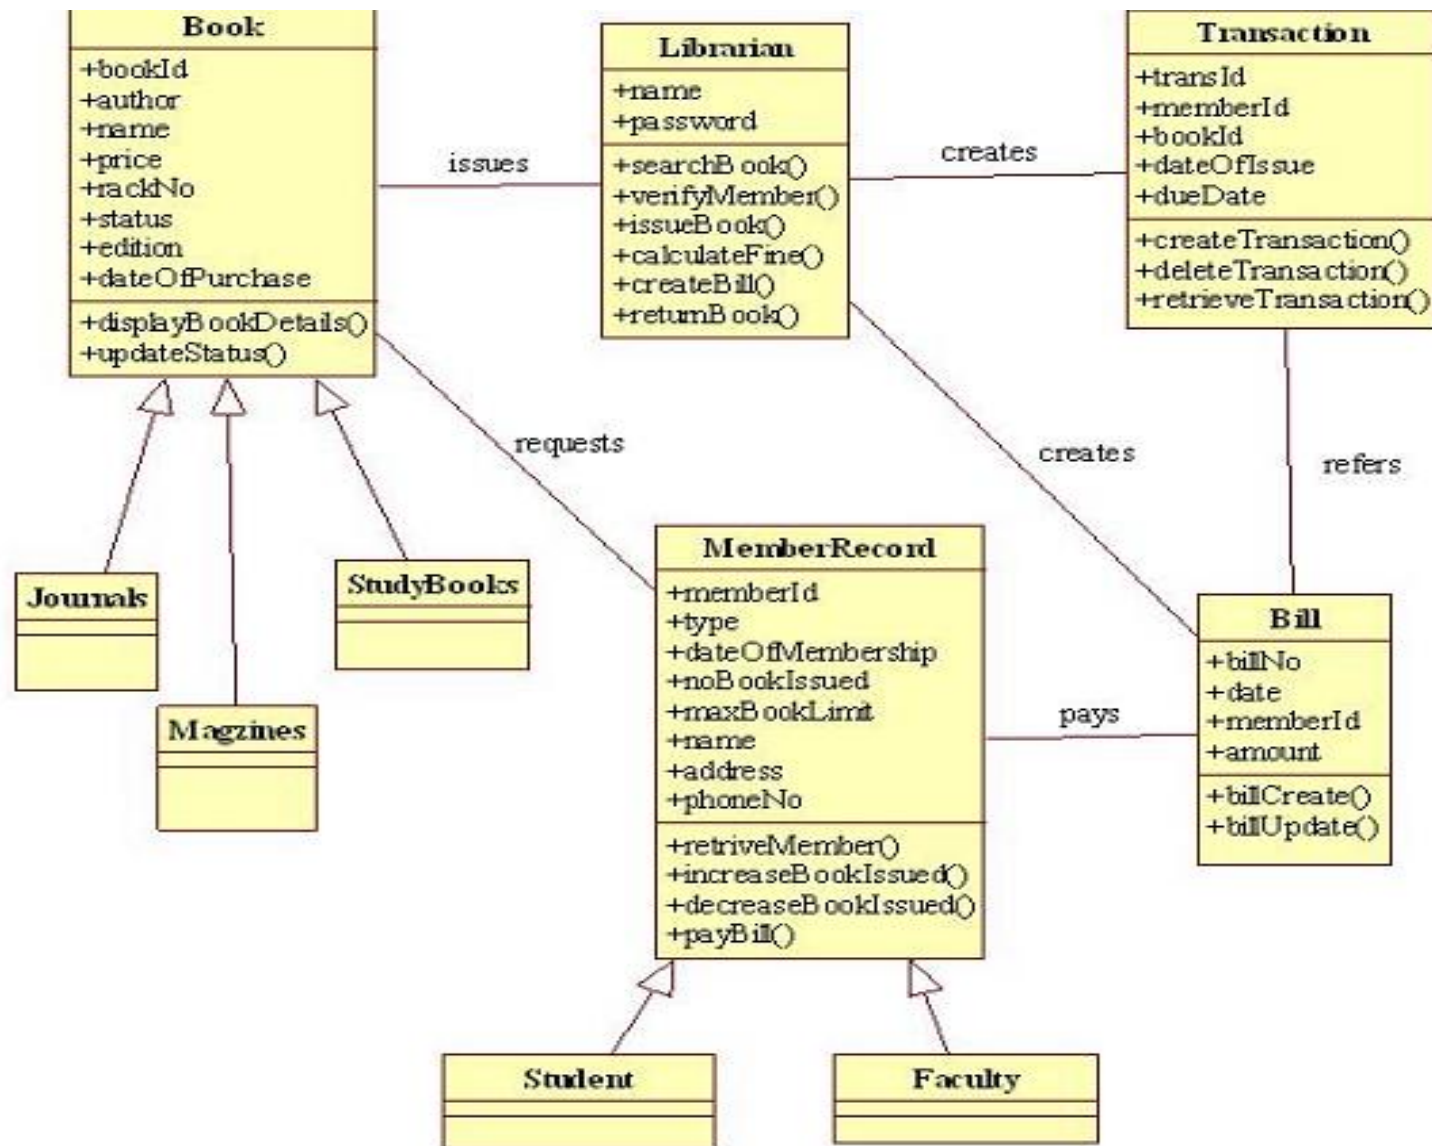 Book
+bookId
+author
+name
+price
+rackNo
+status
+edition
+dateOfPurchase
+displayBookDetails()
+updateStatus()
issues
Librarian
+name
+password
+searchBook()
+verifyMember()
+issueBook()
+calculateFine()
+createBill()
+returnBook()
creates
Transaction
+transId
+memberId
+bookId
+dateOfIssue
+dueDate
+createTransaction()
+deleteTransaction()
+retrieveTransaction()
requests
creates
refers
Journals
Magzines
StudyBooks
MemberRecord
+memberId
+type
+dateOfMembership
+noBookIssued
+maxBookLimit
+name
+address
+phoneNo
+retriveMember()
+increaseBookIssued()
+decreaseBookIssued()
+payBill()
pays
Bill
+billNo
+date
+memberId
+amount
+billCreate()
+billUpdate()
Student
Faculty